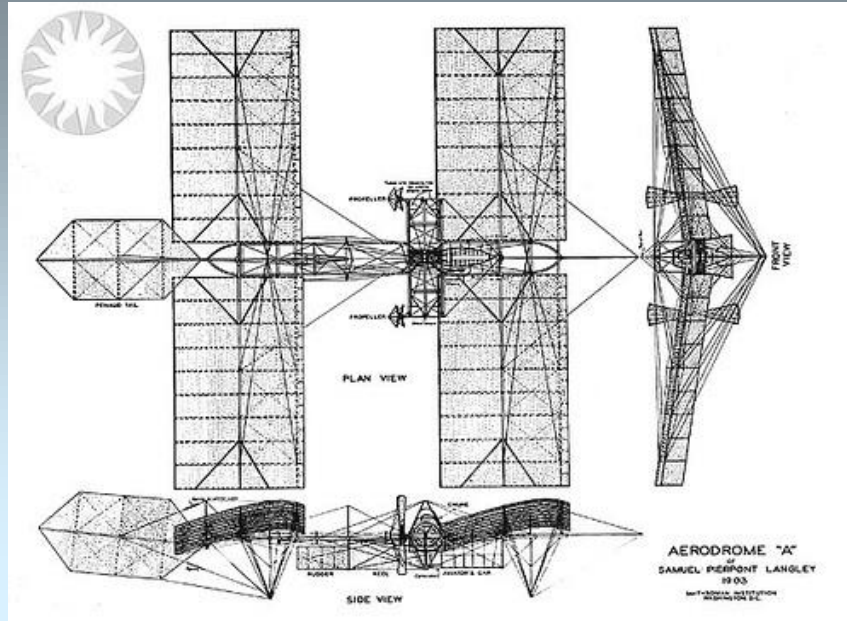 PROPELLER
PENAUD TAIL
PROPELLER
PLAN VIEW
FRONT
VIEW
ENGINE
RUDDER
KEEL
AVIATOR'S CAR
SIDE VIEW
AERODROME "A"
OF
SAMUEL PIERPONT LANGLEY
1903
SMITHSONIAN INSTITUTION
WASHINGTON D.C.